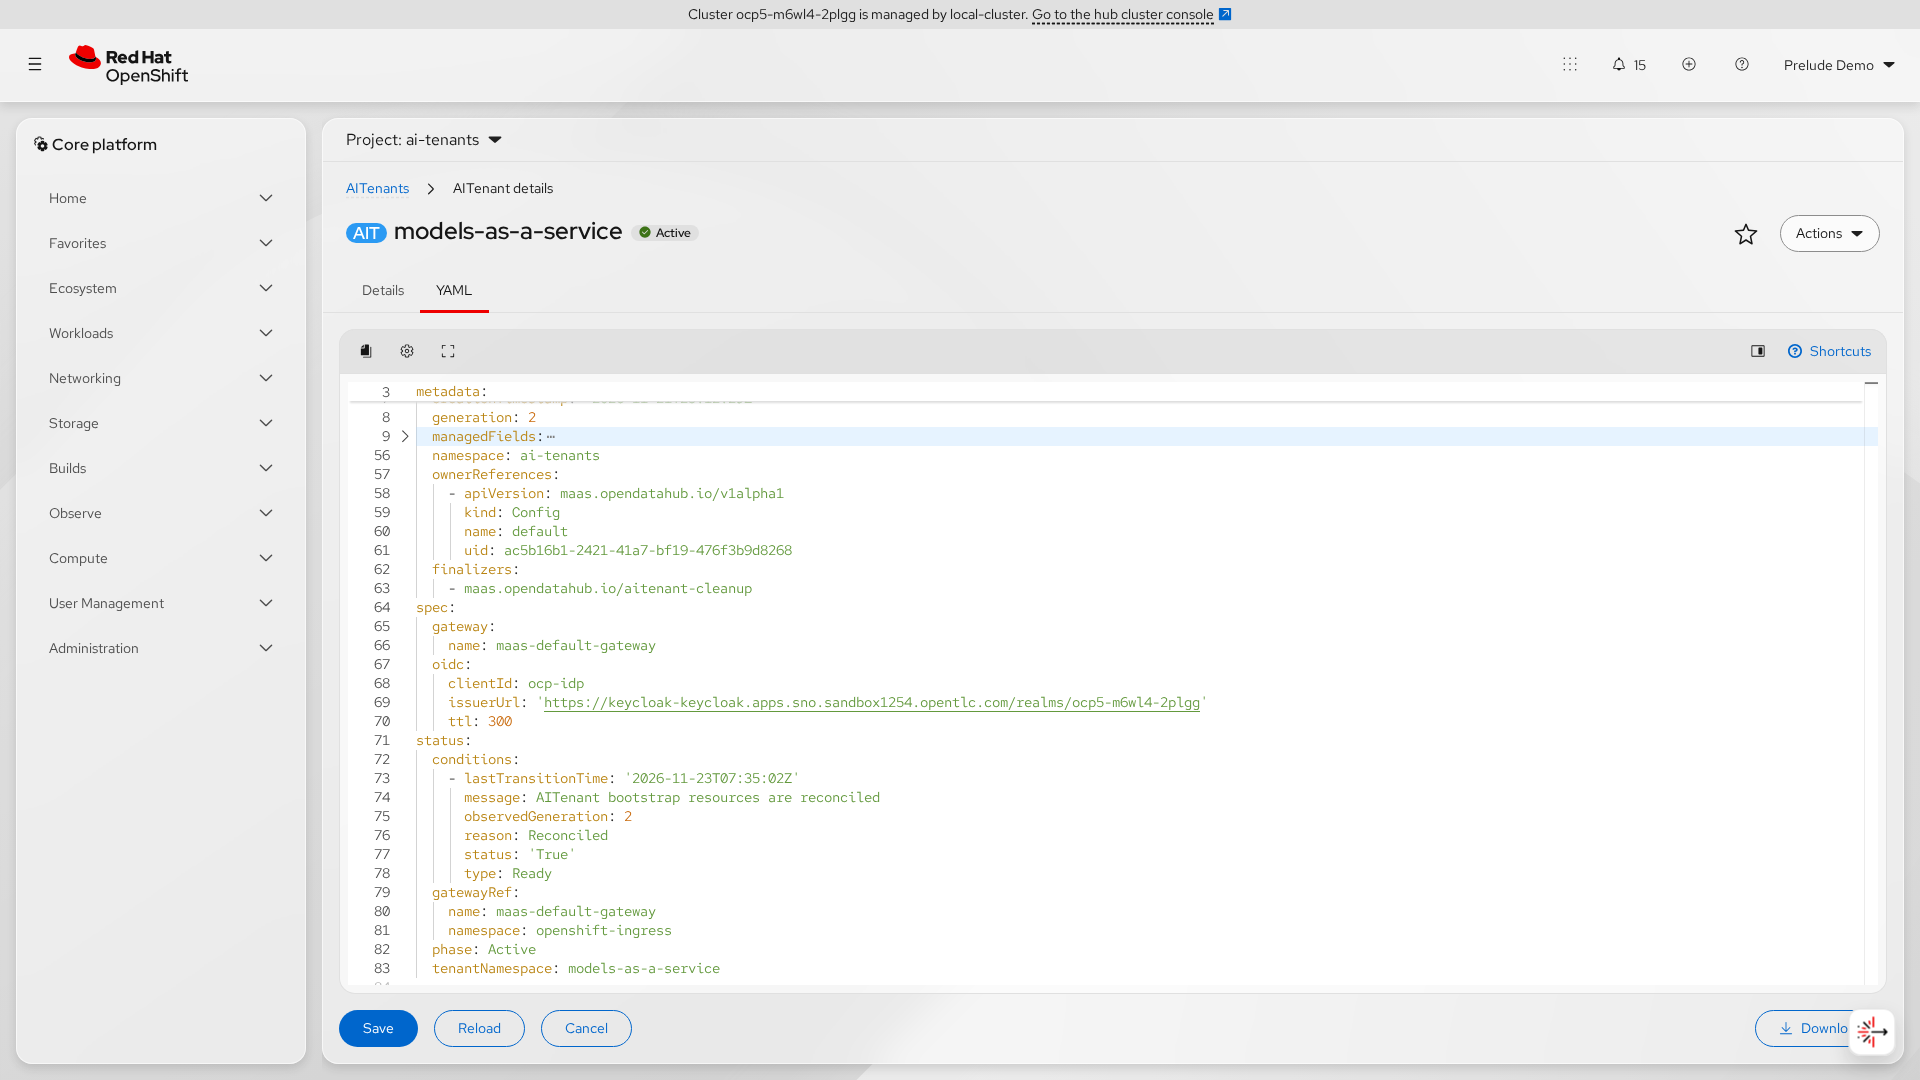 Cluster ocp5-m6wl4-2plgg is managed by local-cluster. Go to the hub cluster console
Red Hat
OpenShift
15
Prelude Demo
Core platform
Home
Favorites
Ecosystem
Workloads
Networking
Storage
Builds
Observe
Compute
User Management
Administration
Project: ai-tenants
AITenants
AITenant details
AIT models-as-a-service Active
Actions
Details
YAML
Shortcuts
3 metadata:
8 generation: 2
9 managedFields:…
56 namespace: ai-tenants
57 ownerReferences:
58 - apiVersion: maas.opendatahub.io/v1alpha1
59 kind: Config
60 name: default
61 uid: ac5b16b1-2421-41a7-bf19-476f3b9d8268
62 finalizers:
63 - maas.opendatahub.io/aitenant-cleanup
64 spec:
65 gateway:
66 name: maas-default-gateway
67 oidc:
68 clientId: ocp-idp
69 issuerUrl: 'https://keycloak-keycloak.apps.sno.sandbox1254.opentlc.com/realms/ocp5-m6wl4-2plgg'
70 ttl: 300
71 status:
72 conditions:
73 - lastTransitionTime: '2026-11-23T07:35:02Z'
74 message: AITenant bootstrap resources are reconciled
75 observedGeneration: 2
76 reason: Reconciled
77 status: 'True'
78 type: Ready
79 gatewayRef:
80 name: maas-default-gateway
81 namespace: openshift-ingress
82 phase: Active
83 tenantNamespace: models-as-a-service
Save
Reload
Cancel
Downlo